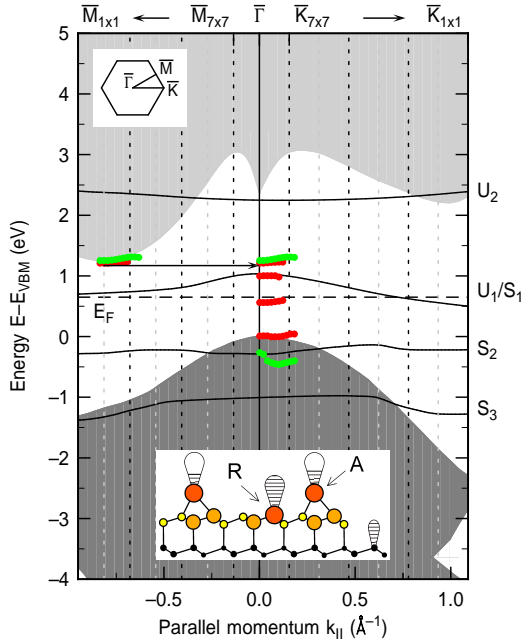 M̅1x1 ← M̅7x7 Γ̅ K̅7x7 → K̅1x1
5
4
3
2
1
0
−1
−2
−3
−4
Energy E−EVBM (eV)
M̅
Γ̅
K̅
U2
U1/S1
EF
S2
S3
R
A
−0.5
0.0
0.5
1.0
Parallel momentum k|| (Å−1)